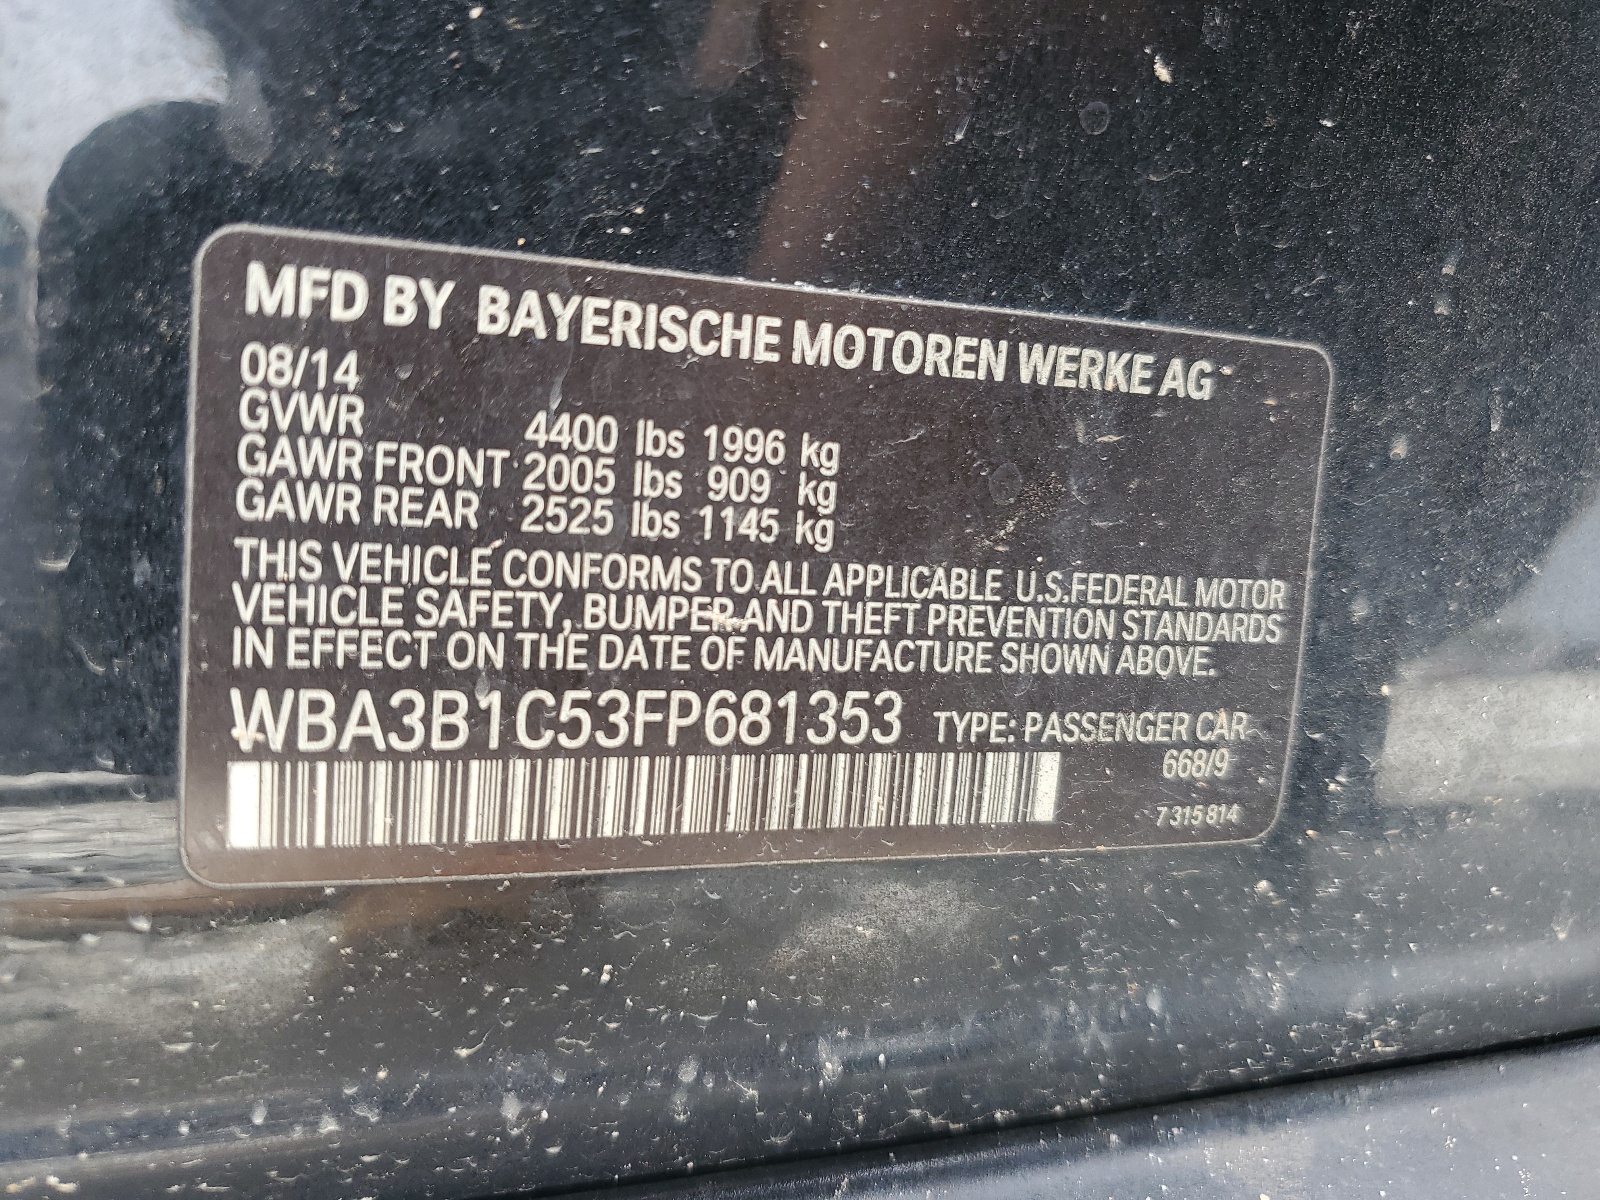 MFD BY BAYERISCHE MOTOREN WERKE AG
08/14
GVWR 4400 lbs 1996 kg
GAWR FRONT 2005 lbs 909 kg
GAWR REAR 2525 lbs 1145 kg
THIS VEHICLE CONFORMS TO ALL APPLICABLE U.S.FEDERAL MOTOR
VEHICLE SAFETY, BUMPER AND THEFT PREVENTION STANDARDS
IN EFFECT ON THE DATE OF MANUFACTURE SHOWN ABOVE.
WBA3B1C53FP681353 TYPE: PASSENGER CAR
668/9
7 315 814